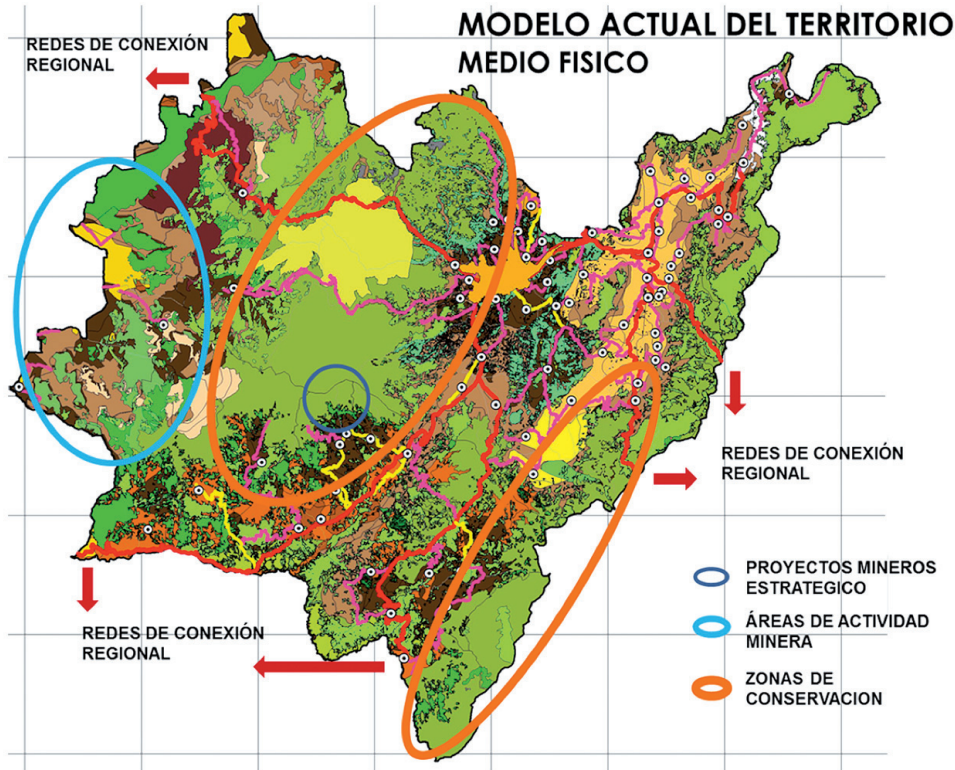 MODELO ACTUAL DEL TERRITORIO
MEDIO FISICO
REDES DE CONEXIÓN
REGIONAL
REDES DE CONEXIÓN
REGIONAL
REDES DE CONEXIÓN
REGIONAL
PROYECTOS MINEROS
ESTRATEGICO
ÁREAS DE ACTIVIDAD
MINERA
ZONAS DE
CONSERVACION